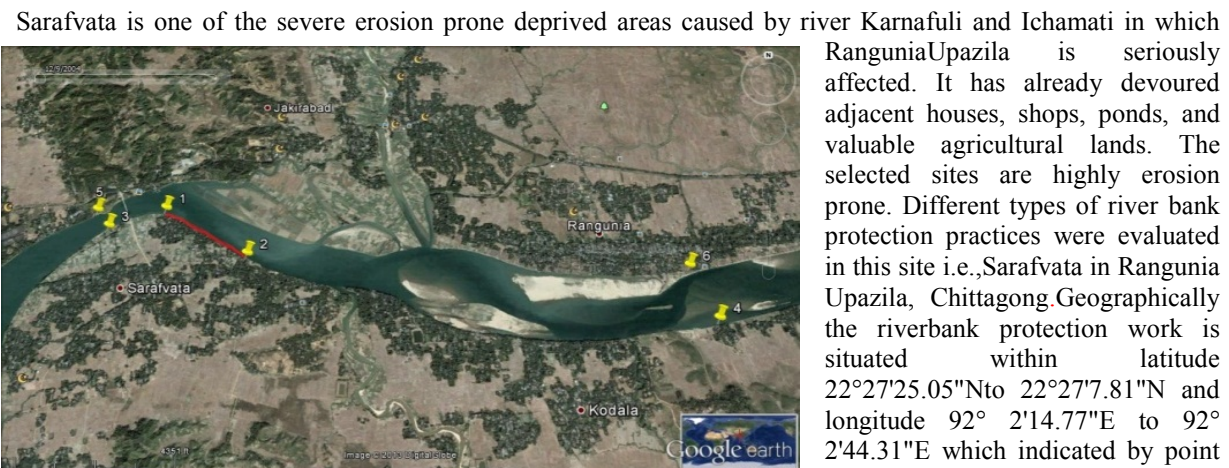 Sarafvata is one of the severe erosion prone deprived areas caused by river Karnafuli and Ichamati in which
RanguniaUpazila is seriously
affected. It has already devoured
adjacent houses, shops, ponds, and
valuable agricultural lands. The
selected sites are highly erosion
prone. Different types of river bank
protection practices were evaluated
in this site i.e.,Sarafvata in Rangunia
Upazila, Chittagong.Geographically
the riverbank protection work is
situated within latitude
22°27'25.05"Nto 22°27'7.81"N and
longitude 92° 2'14.77"E to 92°
2'44.31"E which indicated by point
N
Jakirabad
5
1
3
2
Rangunia
6
Sarafvata
4
Kodala
4351 ft
Image © 2013 DigitalGlobe
Google earth